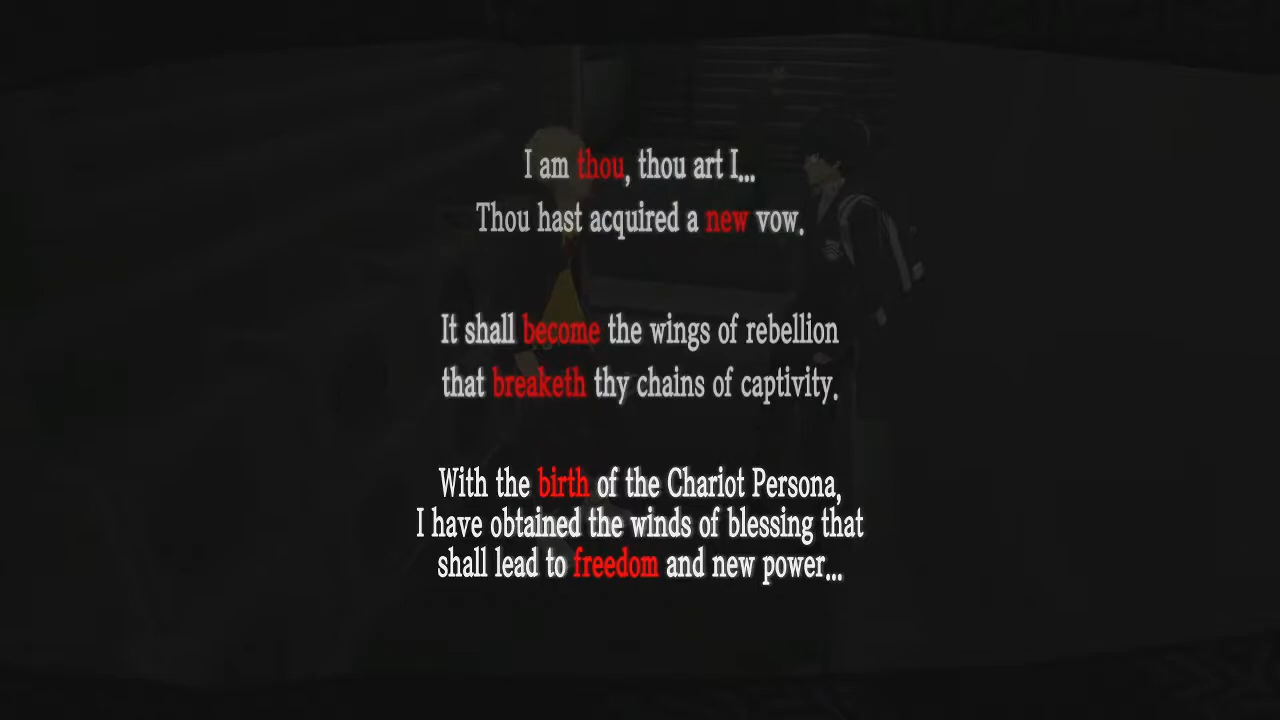 I am thou, thou art I...
Thou hast acquired a new vow.
It shall become the wings of rebellion
that breaketh thy chains of captivity.
With the birth of the Chariot Persona,
I have obtained the winds of blessing that
shall lead to freedom and new power...